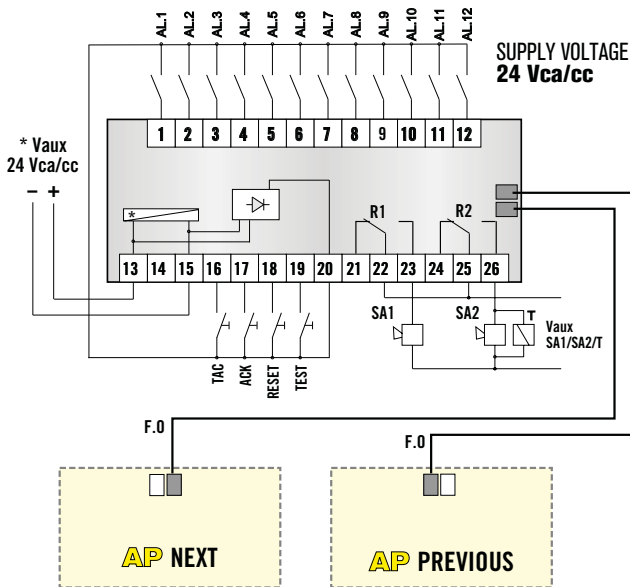 AL.1 AL.2 AL.3 AL.4 AL.5 AL.6 AL.7 AL.8 AL.9 AL.10 AL.11 AL.12
SUPPLY VOLTAGE
24 Vca/cc
1 2 3 4 5 6 7 8 9 10 11 12
* Vaux
24 Vca/cc
– +
*
R1 R2
13 14 15 16 17 18 19 20 21 22 23 24 25 26
TAC ACK RESET TEST
SA1 SA2 T
Vaux
SA1/SA2/T
F.O
F.O
AP NEXT
AP PREVIOUS